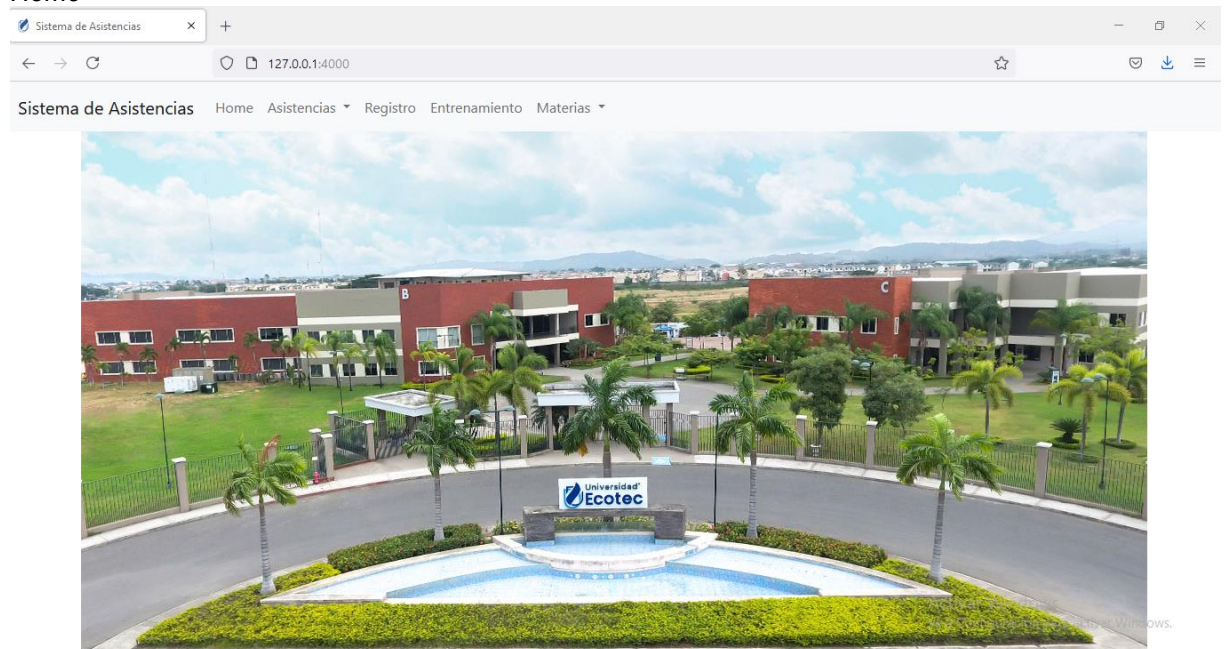 Home
Sistema de Asistencias
127.0.0.1:4000
Sistema de Asistencias Home Asistencias Registro Entrenamiento Materias
B
C
Universidad
Ecotec
Windows.